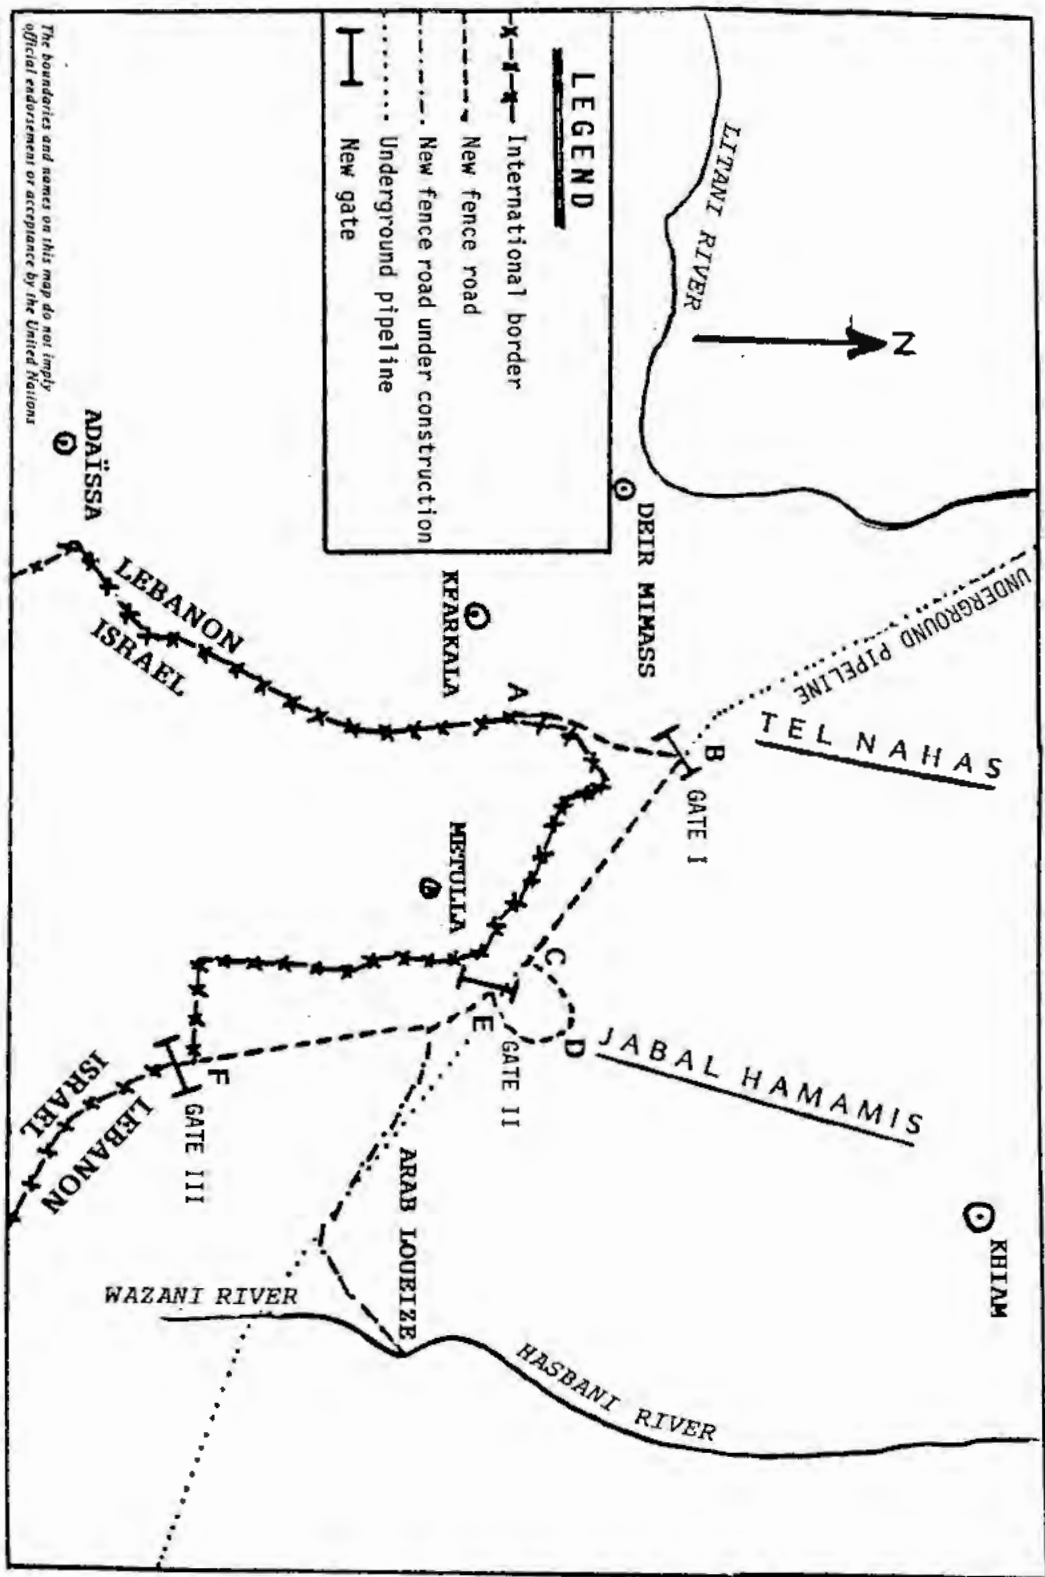 LITANI RIVER
N
UNDERGROUND PIPELINE
TEL NAHAS
KHIAM
DEIR MIMASS
B
GATE I
JABAL HAMAMIS
LEGEND
International border
New fence road
New fence road under construction
Underground pipeline
New gate
KFARKALA
A
C
D
E
GATE II
METULLA
HASBANI RIVER
ARAB LOUEIZE
ADAÏSSA
LEBANON
ISRAEL
F
GATE III
WAZANI RIVER
ISRAEL
LEBANON
The boundaries and names on this map do not imply
official endorsement or acceptance by the United Nations